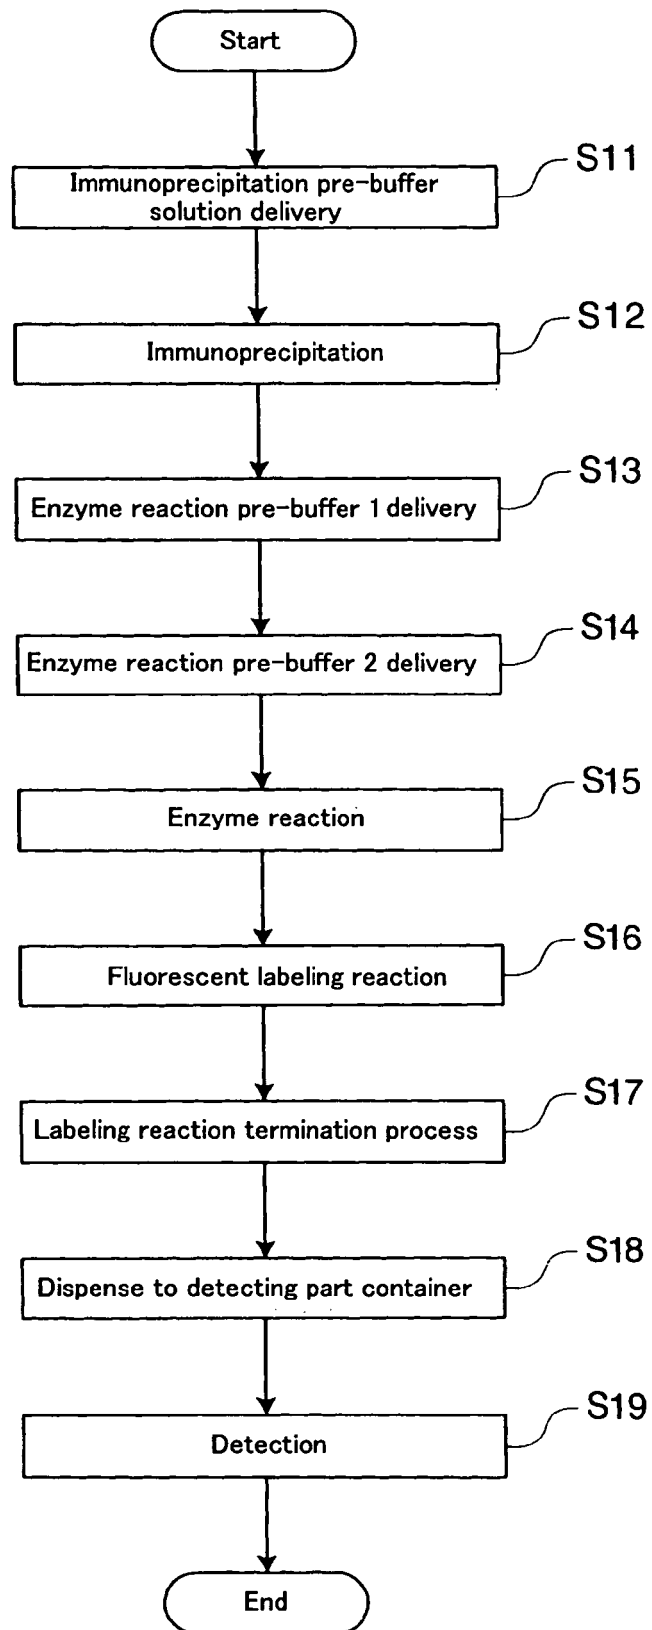 Start
S11
Immunoprecipitation pre-buffer
solution delivery
S12
Immunoprecipitation
S13
Enzyme reaction pre-buffer 1 delivery
S14
Enzyme reaction pre-buffer 2 delivery
S15
Enzyme reaction
S16
Fluorescent labeling reaction
S17
Labeling reaction termination process
S18
Dispense to detecting part container
S19
Detection
End